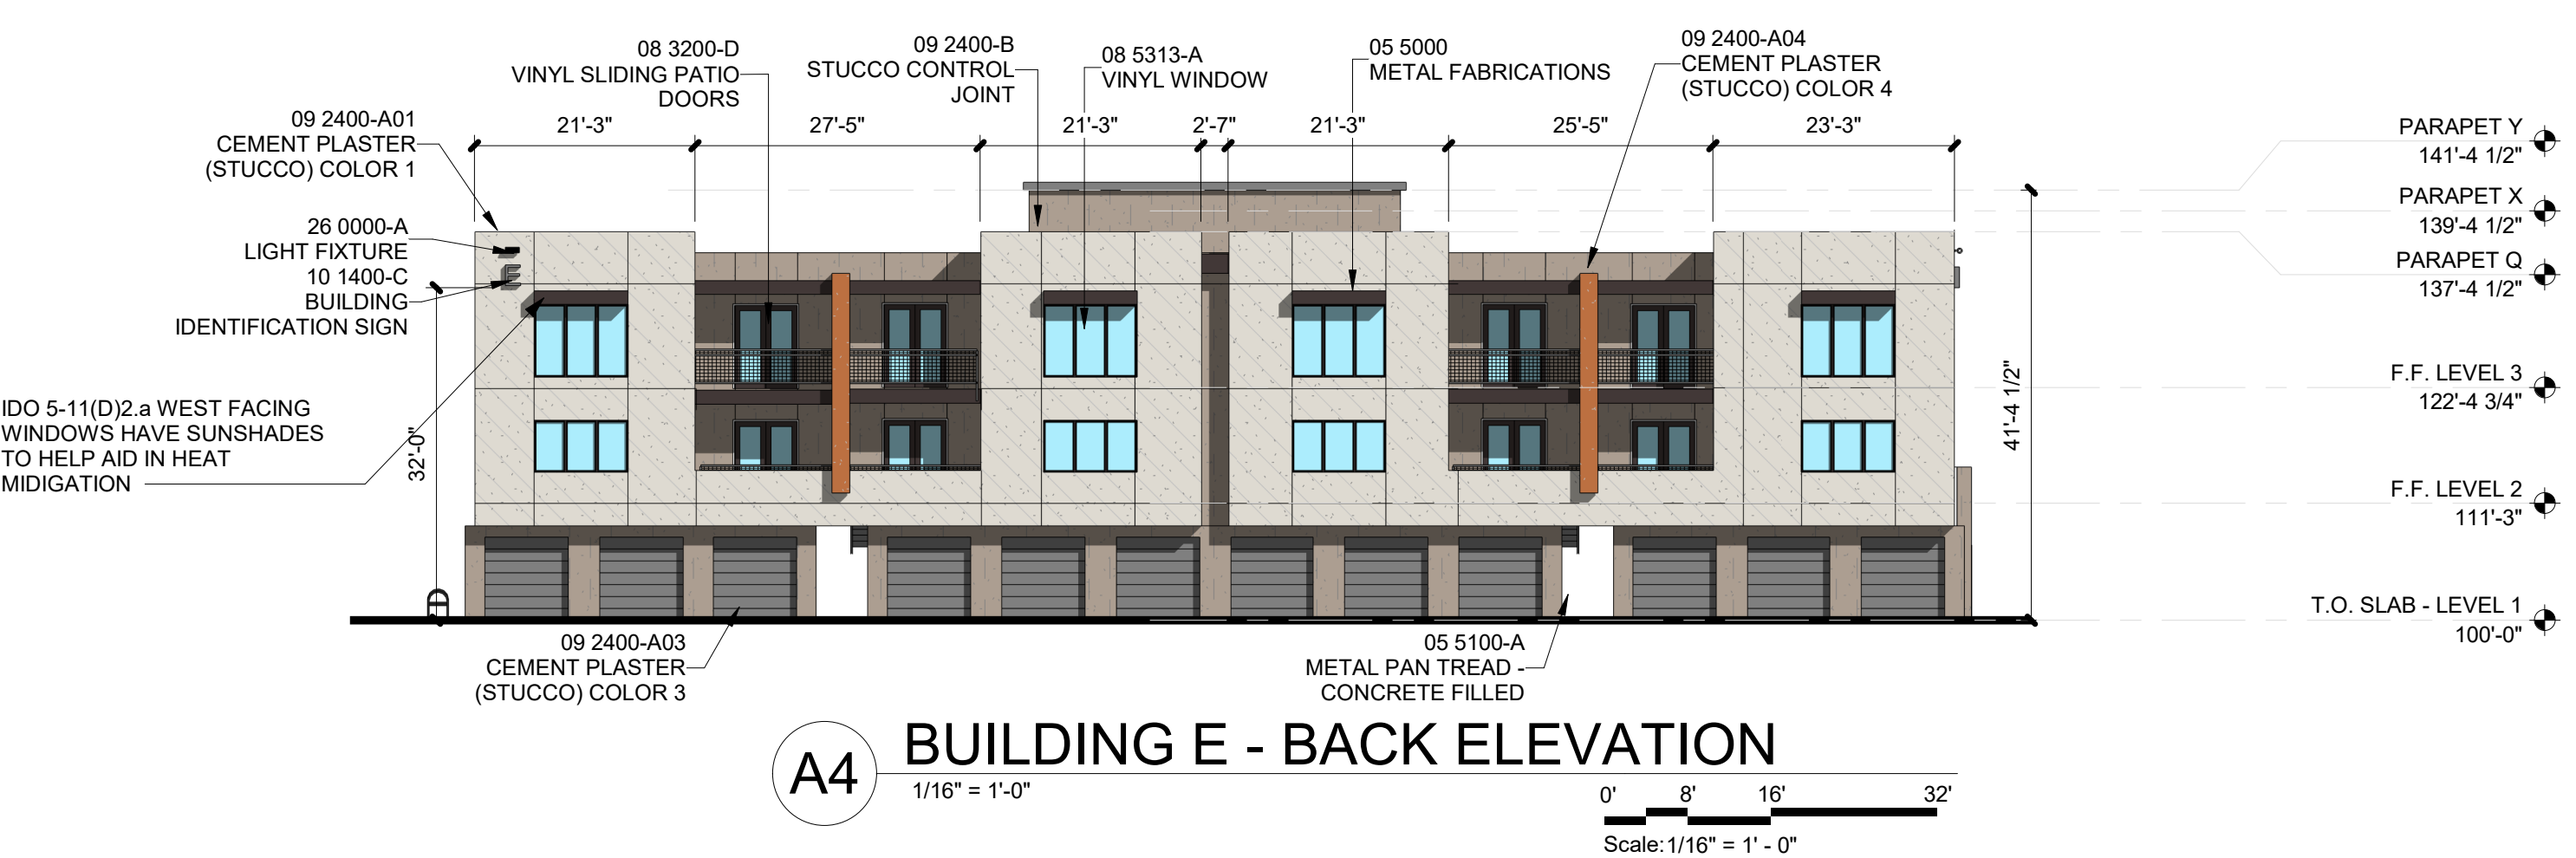 08 3200-D
VINYL SLIDING PATIO
DOORS
09 2400-B
STUCCO CONTROL
JOINT
08 5313-A
VINYL WINDOW
05 5000
METAL FABRICATIONS
09 2400-A04
CEMENT PLASTER
(STUCCO) COLOR 4
09 2400-A01
CEMENT PLASTER
(STUCCO) COLOR 1
21'-3"
27'-5"
21'-3"
2'-7"
21'-3"
25'-5"
23'-3"
PARAPET Y
141'-4 1/2"
PARAPET X
139'-4 1/2"
PARAPET Q
137'-4 1/2"
26 0000-A
LIGHT FIXTURE
10 1400-C
BUILDING
IDENTIFICATION SIGN
E
IDO 5-11(D)2.a WEST FACING
WINDOWS HAVE SUNSHADES
TO HELP AID IN HEAT
MIDIGATION
32'-0"
41'-4 1/2"
F.F. LEVEL 3
122'-4 3/4"
F.F. LEVEL 2
111'-3"
T.O. SLAB - LEVEL 1
100'-0"
09 2400-A03
CEMENT PLASTER
(STUCCO) COLOR 3
05 5100-A
METAL PAN TREAD -
CONCRETE FILLED
A4
BUILDING E - BACK ELEVATION
1/16" = 1'-0"
0' 8' 16' 32'
Scale:1/16" = 1' - 0"